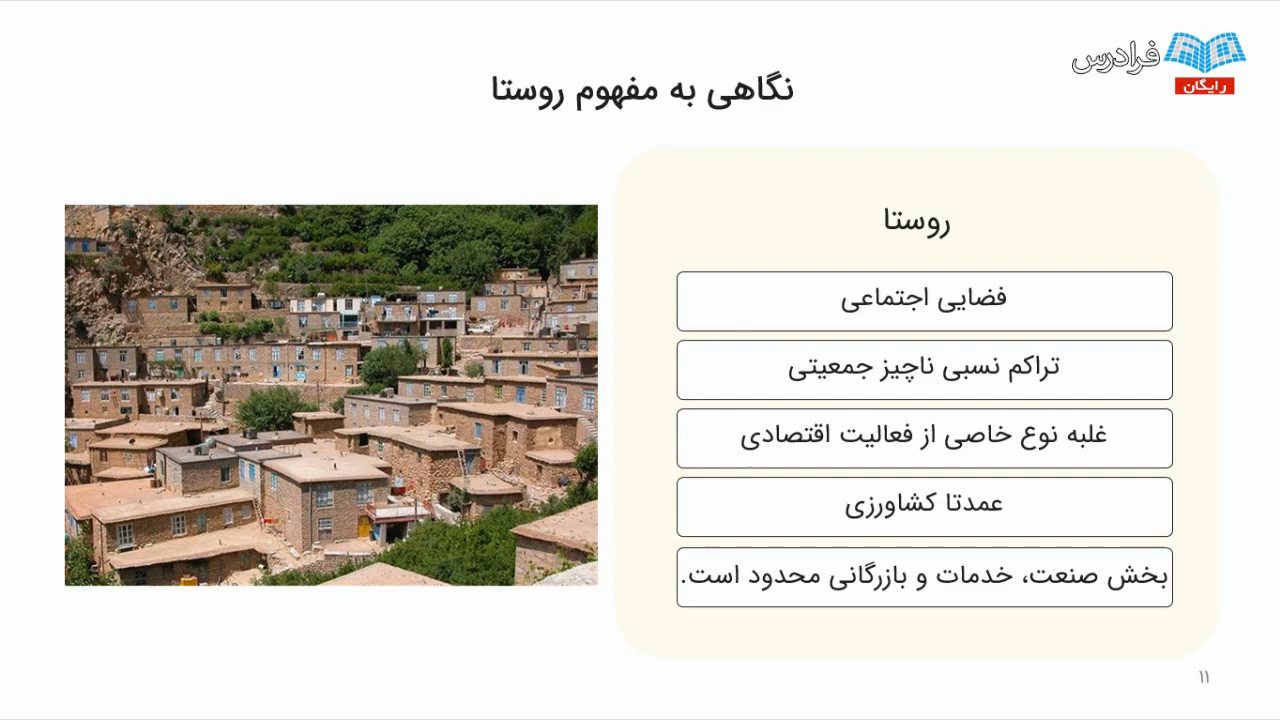 فرادرس
رایگان
نگاهی به مفهوم روستا
روستا
فضایی اجتماعی
تراکم نسبی ناچیز جمعیتی
غلبه نوع خاصی از فعالیت اقتصادی
عمدتا کشاورزی
بخش صنعت، خدمات و بازرگانی محدود است.
۱۱